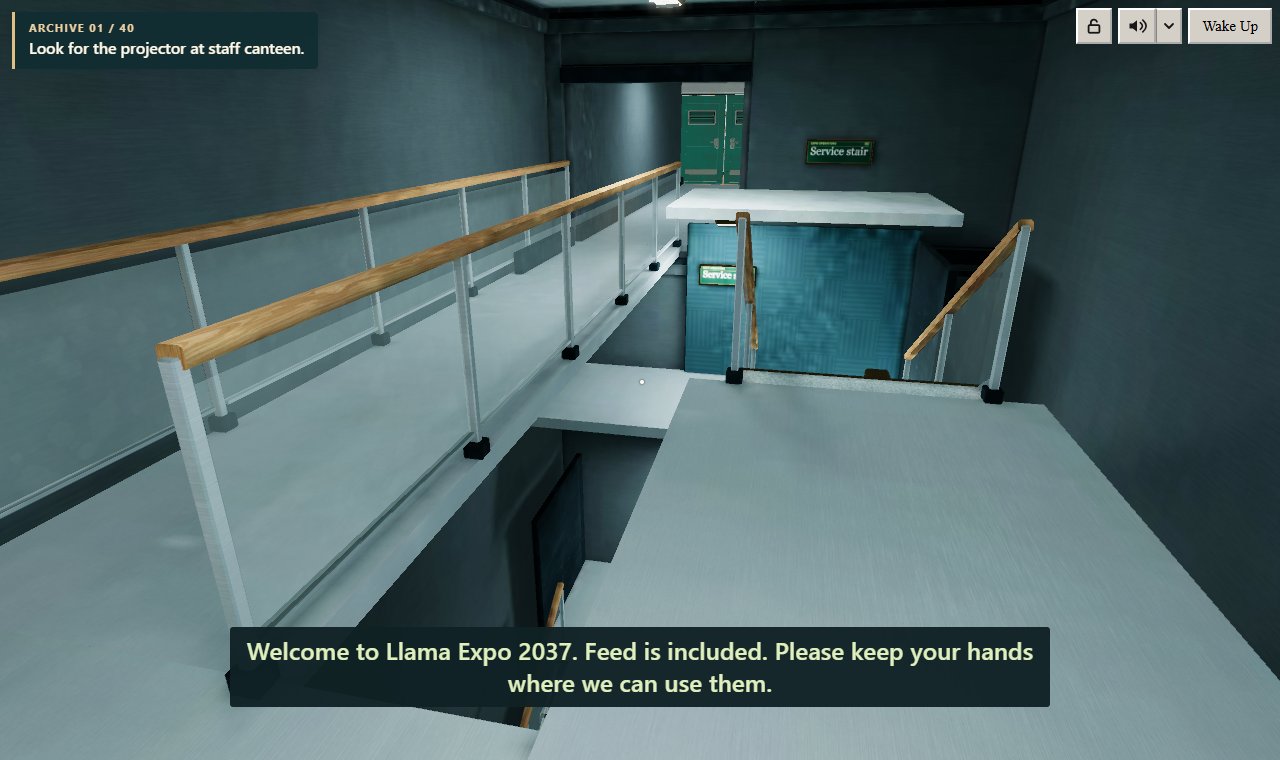 ARCHIVE 01 / 40
Look for the projector at staff canteen.
Wake Up
Service stair
Service
Welcome to Llama Expo 2037. Feed is included. Please keep your hands
where we can use them.